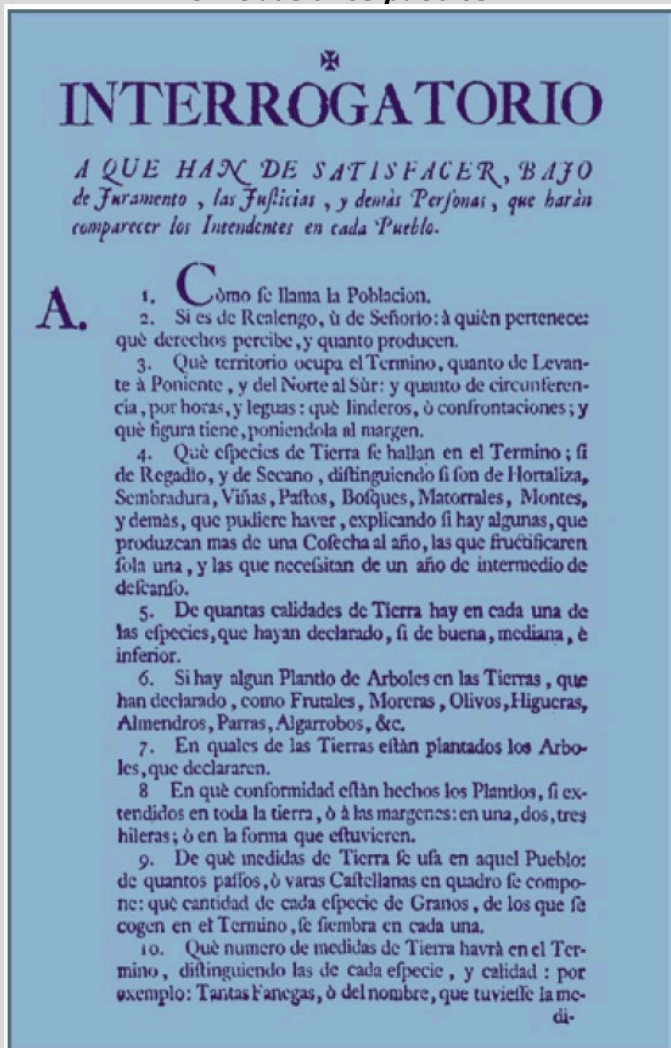 ✠
INTERROGATORIO
A QUE HAN DE SATISFACER, BAJO
de Juramento, las Juſticias, y demàs Perſonas, que haràn
comparecer los Intendentes en cada Pueblo.
A.
1. Còmo ſe llama la Poblacion.
2. Si es de Realengo, ù de Señorìo: à quièn pertenece:
què derechos percibe, y quanto producen.
3. Què territorio ocupa el Termino, quanto de Levan-
te à Poniente, y del Norte al Sùr: y quanto de circunferen-
cia, por horas, y leguas: què linderos, ò confrontaciones; y
què figura tiene, poniendola al margen.
4. Què eſpecies de Tierra ſe hallan en el Termino; ſi
de Regadìo, y de Secano, diſtinguiendo ſi ſon de Hortaliza,
Sembradura, Viñas, Paſtos, Boſques, Matorrales, Montes,
y demàs, que pudiere haver, explicando ſi hay algunas, que
produzcan mas de una Coſecha al año, las que fructificaren
ſola una, y las que neceſsitan de un año de intermedio de
deſcanſo.
5. De quantas calidades de Tierra hay en cada una de
las eſpecies, que hayan declarado, ſi de buena, mediana, è
inferior.
6. Si hay algun Plantìo de Arboles en las Tierras, que
han declarado, como Frutales, Moreras, Olivos, Higueras,
Almendros, Parras, Algarrobos, &c.
7. En quales de las Tierras eſtàn plantados los Arbo-
les, que declararen.
8 En què conformidad eſtàn hechos los Plantìos, ſi ex-
tendidos en toda la tierra, ò à las margenes: en una, dos, tres
hileras; ò en la forma que eſtuvieren.
9. De què medidas de Tierra ſe uſa en aquel Pueblo:
de quantos paſſos, ò varas Caſtellanas en quadro ſe compo-
ne: què cantidad de cada eſpecie de Granos, de los que ſe
cogen en el Termino, ſe ſiembra en cada una.
10. Què numero de medidas de Tierra havrà en el Ter-
mino, diſtinguiendo las de cada eſpecie, y calidad: por
exemplo: Tantas Fanegas, ò del nombre, que tuvieſſe la me-
di-